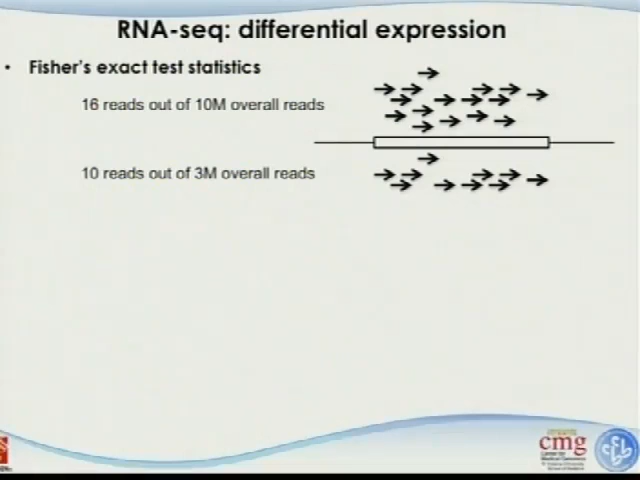 RNA-seq: differential expression
• Fisher's exact test statistics
16 reads out of 10M overall reads
10 reads out of 3M overall reads
cmg